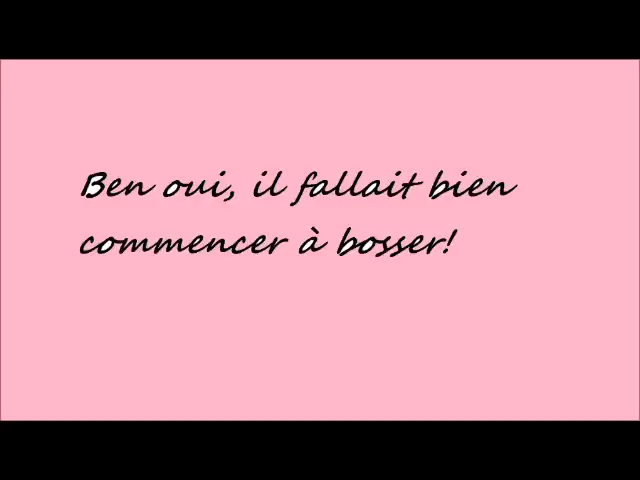 Ben oui, il fallait bien
commencer à bosser!